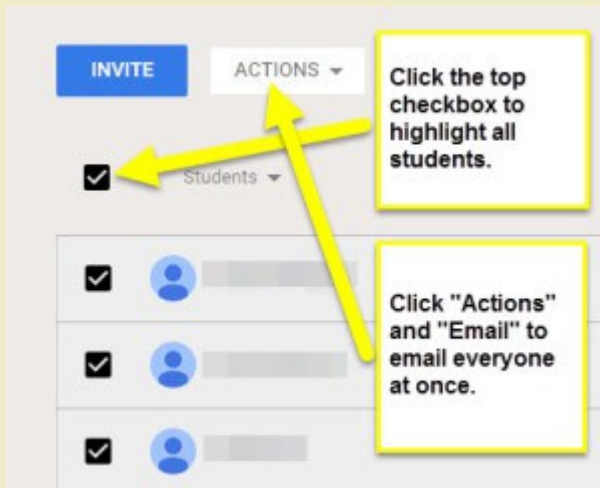 INVITE
ACTIONS
Click the top
checkbox to
highlight all
students.
Students
Click "Actions"
and "Email" to
email everyone
at once.